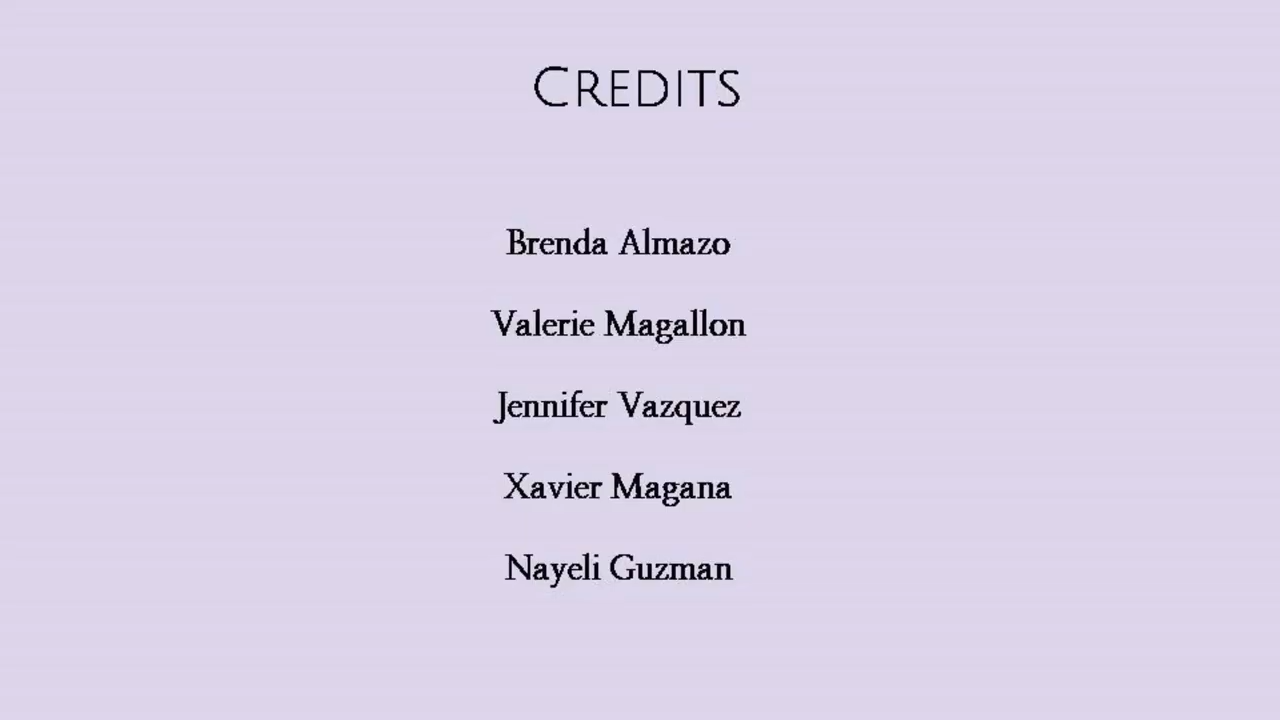 CREDITS
Brenda Almazo
Valerie Magallon
Jennifer Vazquez
Xavier Magana
Nayeli Guzman